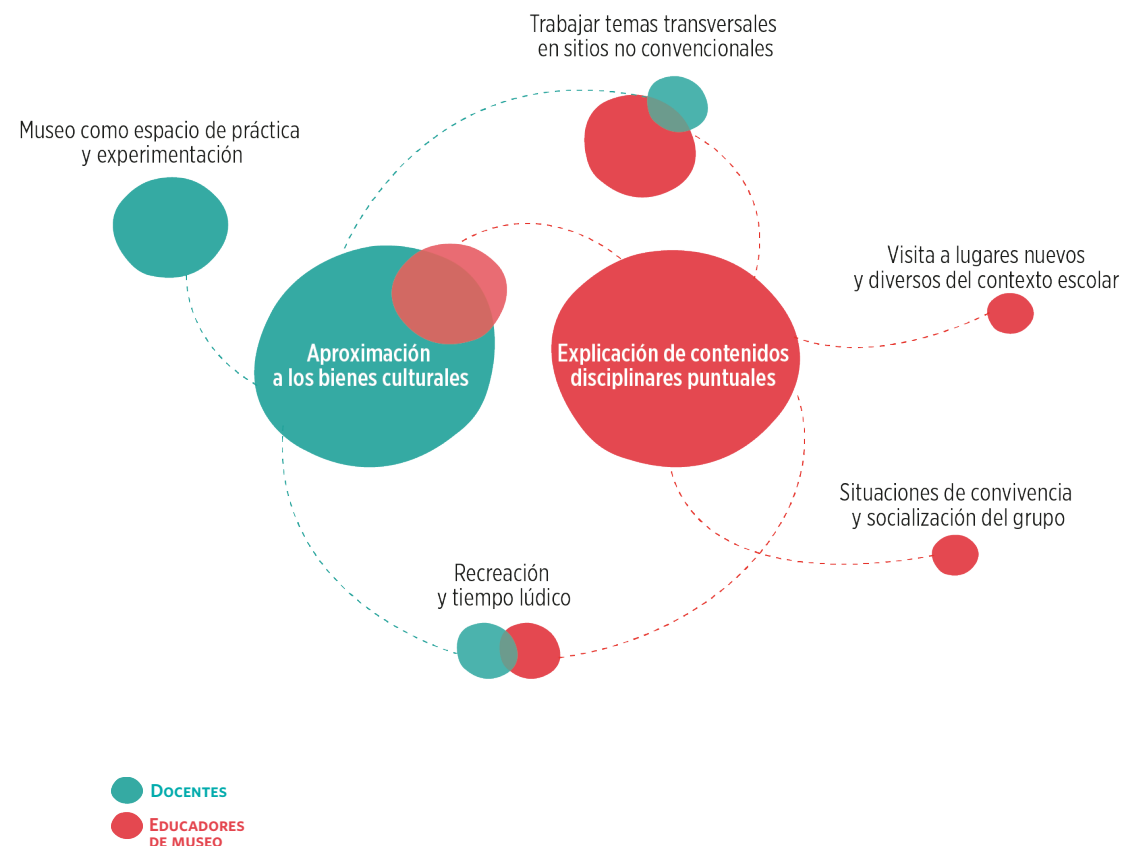 Trabajar temas transversales
en sitios no convencionales
Museo como espacio de práctica
y experimentación
Visita a lugares nuevos
y diversos del contexto escolar
Aproximación
a los bienes culturales
Explicación de contenidos
disciplinares puntuales
Situaciones de convivencia
y socialización del grupo
Recreación
y tiempo lúdico
DOCENTES
EDUCADORES
DE MUSEO